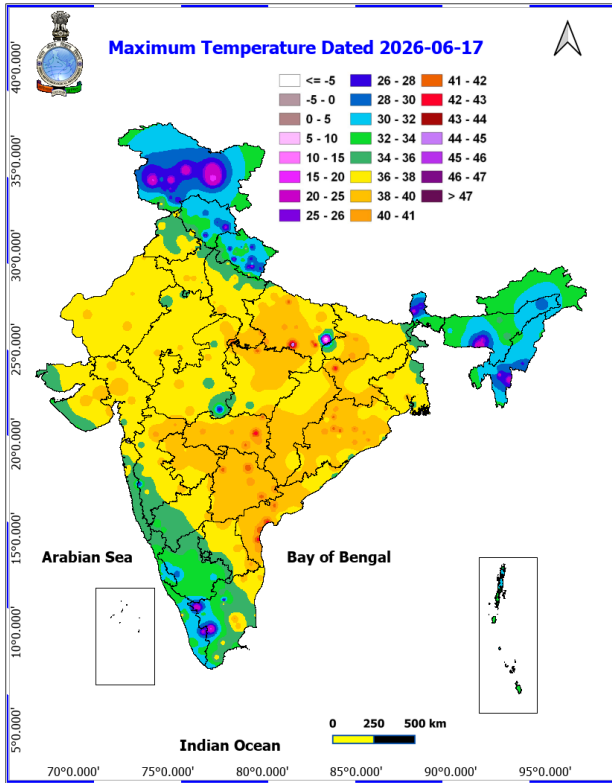 Maximum Temperature Dated 2026-06-17
<= -5
-5 - 0
0 - 5
5 - 10
10 - 15
15 - 20
20 - 25
25 - 26
26 - 28
28 - 30
30 - 32
32 - 34
34 - 36
36 - 38
38 - 40
40 - 41
41 - 42
42 - 43
43 - 44
44 - 45
45 - 46
46 - 47
> 47
40°0.000'
35°0.000'
30°0.000'
25°0.000'
20°0.000'
15°0.000'
10°0.000'
5°0.000'
Arabian Sea
Bay of Bengal
Indian Ocean
0 250 500 km
70°0.000' 75°0.000' 80°0.000' 85°0.000' 90°0.000' 95°0.000'